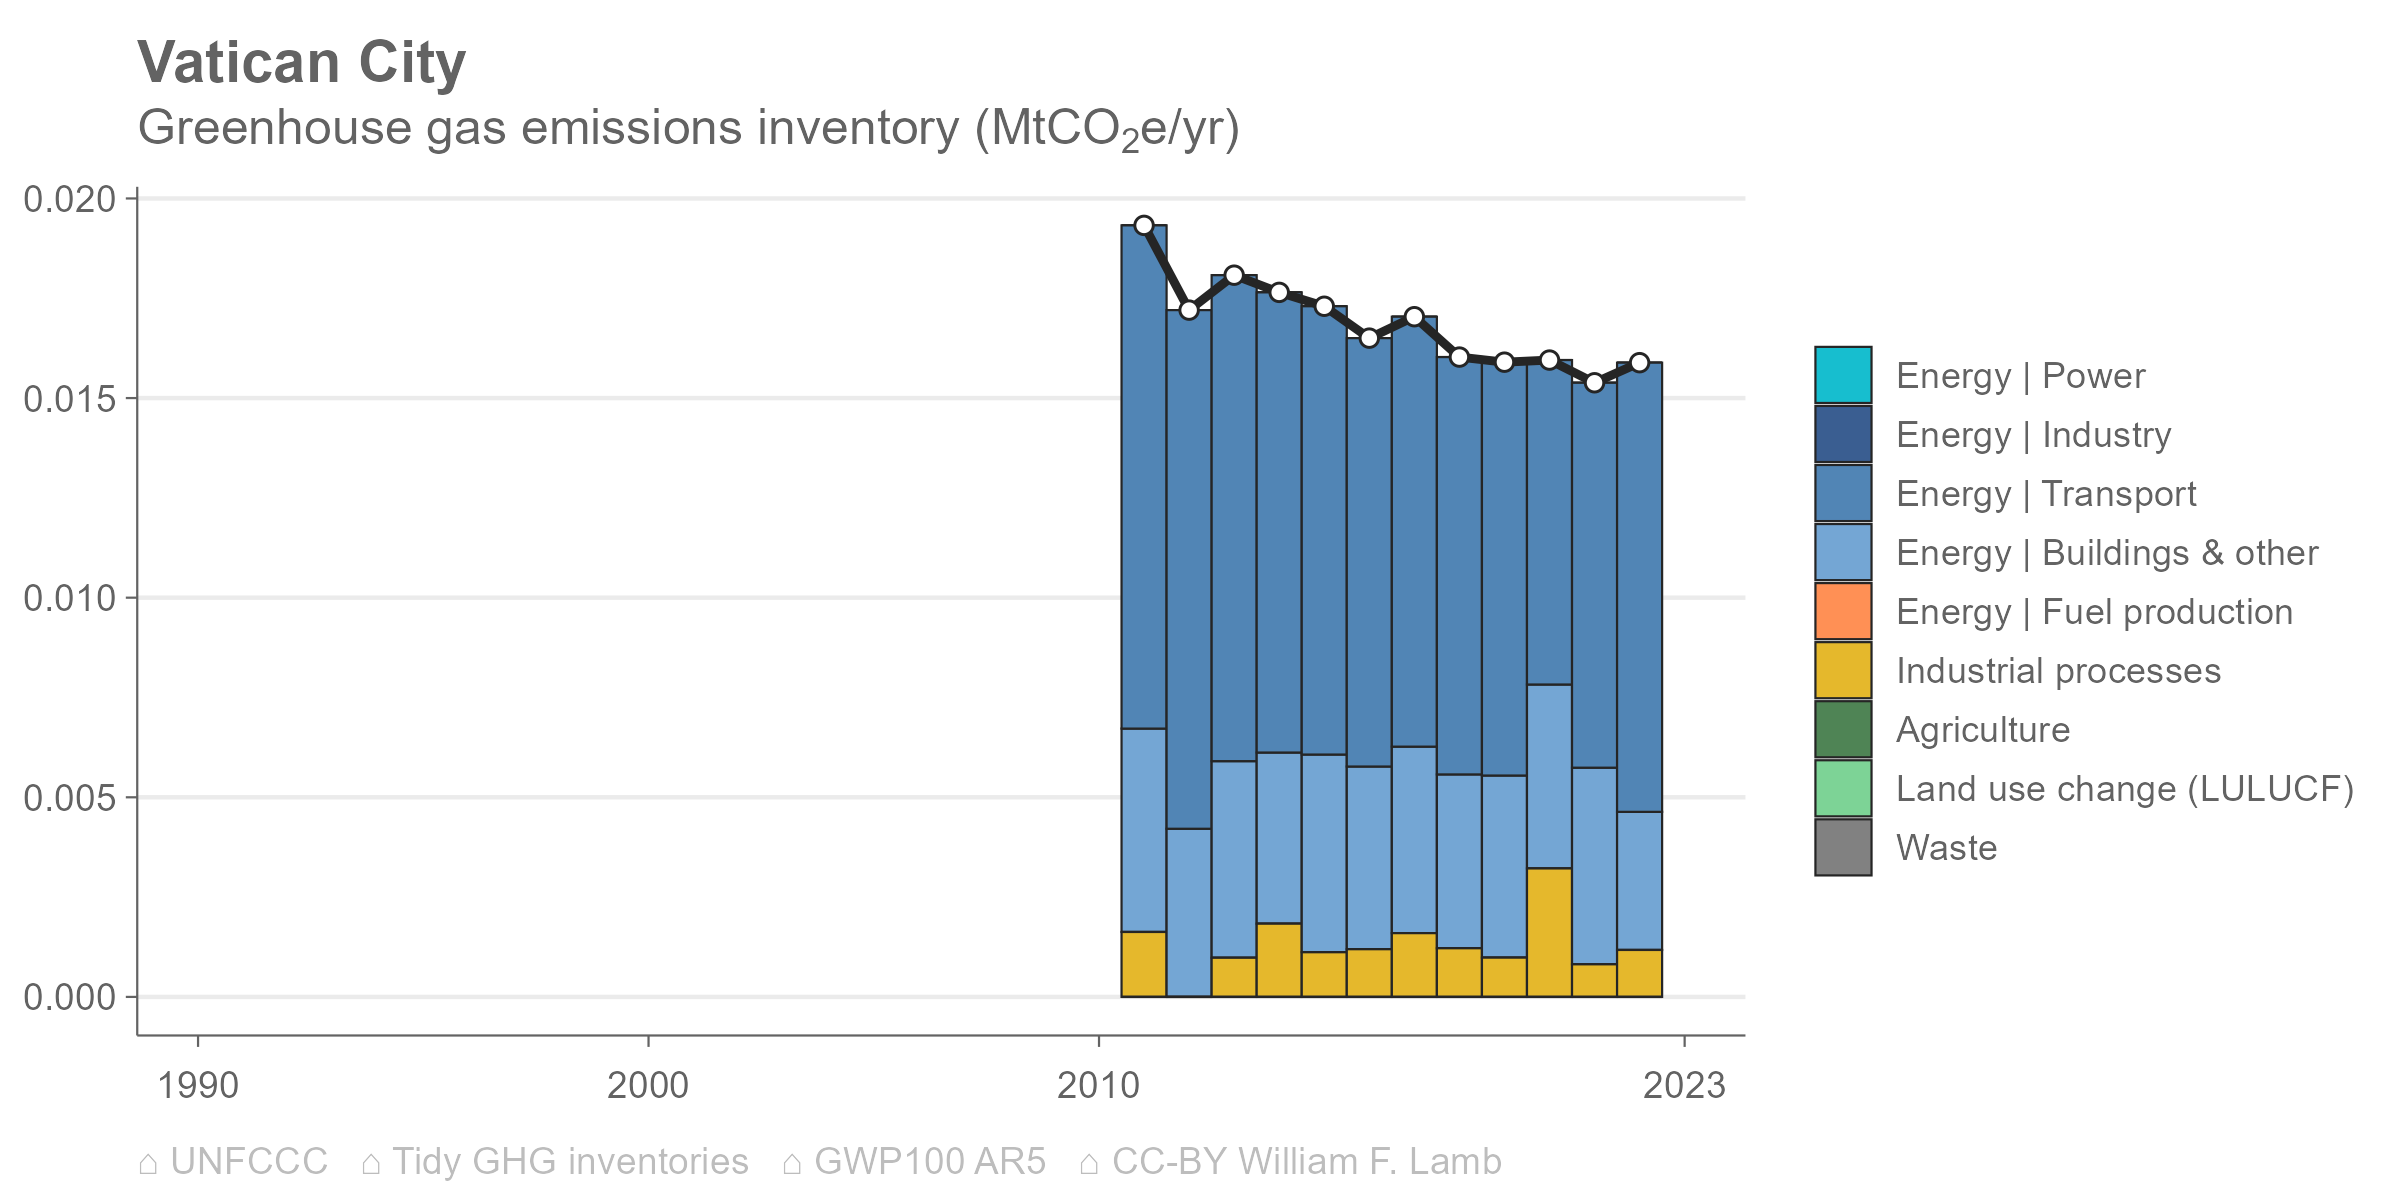 Vatican City
Greenhouse gas emissions inventory (MtCO₂e/yr)
0.020
0.015
0.010
0.005
0.000
1990
2000
2010
2023
Energy | Power
Energy | Industry
Energy | Transport
Energy | Buildings & other
Energy | Fuel production
Industrial processes
Agriculture
Land use change (LULUCF)
Waste
⌂ UNFCCC ⌂ Tidy GHG inventories ⌂ GWP100 AR5 ⌂ CC-BY William F. Lamb